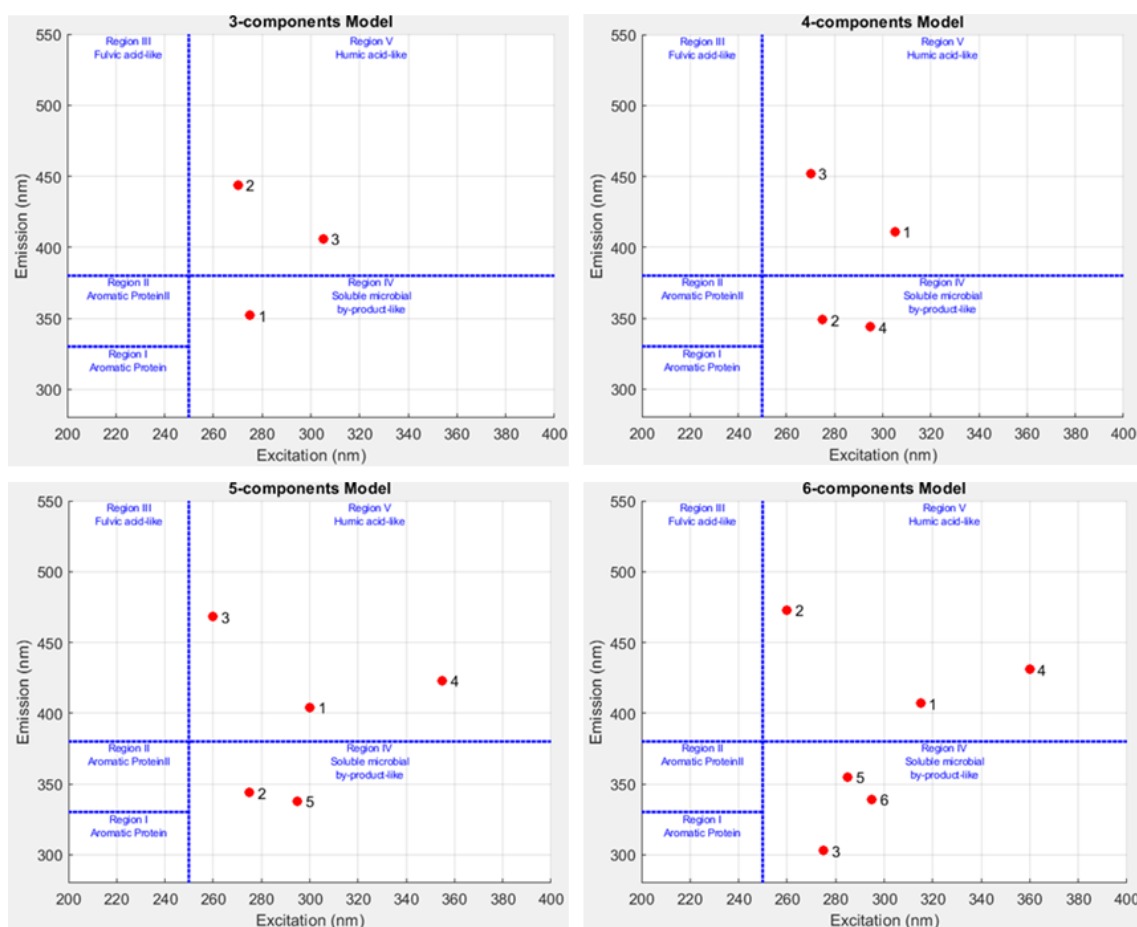 3-components Model
550
500
450
400
350
300
Emission (nm)
Region III
Fulvic acid-like
Region V
Humic acid-like
2
3
Region II
Aromatic ProteinII
Region IV
Soluble microbial
by-product-like
1
Region I
Aromatic Protein
200 220 240 260 280 300 320 340 360 380 400
Excitation (nm)
4-components Model
550
500
450
400
350
300
Emission (nm)
Region III
Fulvic acid-like
Region V
Humic acid-like
3
1
Region II
Aromatic ProteinII
Region IV
Soluble microbial
by-product-like
2
4
Region I
Aromatic Protein
200 220 240 260 280 300 320 340 360 380 400
Excitation (nm)
5-components Model
550
500
450
400
350
300
Emission (nm)
Region III
Fulvic acid-like
Region V
Humic acid-like
3
4
1
Region II
Aromatic ProteinII
Region IV
Soluble microbial
by-product-like
2
5
Region I
Aromatic Protein
200 220 240 260 280 300 320 340 360 380 400
Excitation (nm)
6-components Model
550
500
450
400
350
300
Emission (nm)
Region III
Fulvic acid-like
Region V
Humic acid-like
2
4
1
Region II
Aromatic ProteinII
Region IV
Soluble microbial
by-product-like
5
6
Region I
Aromatic Protein
3
200 220 240 260 280 300 320 340 360 380 400
Excitation (nm)